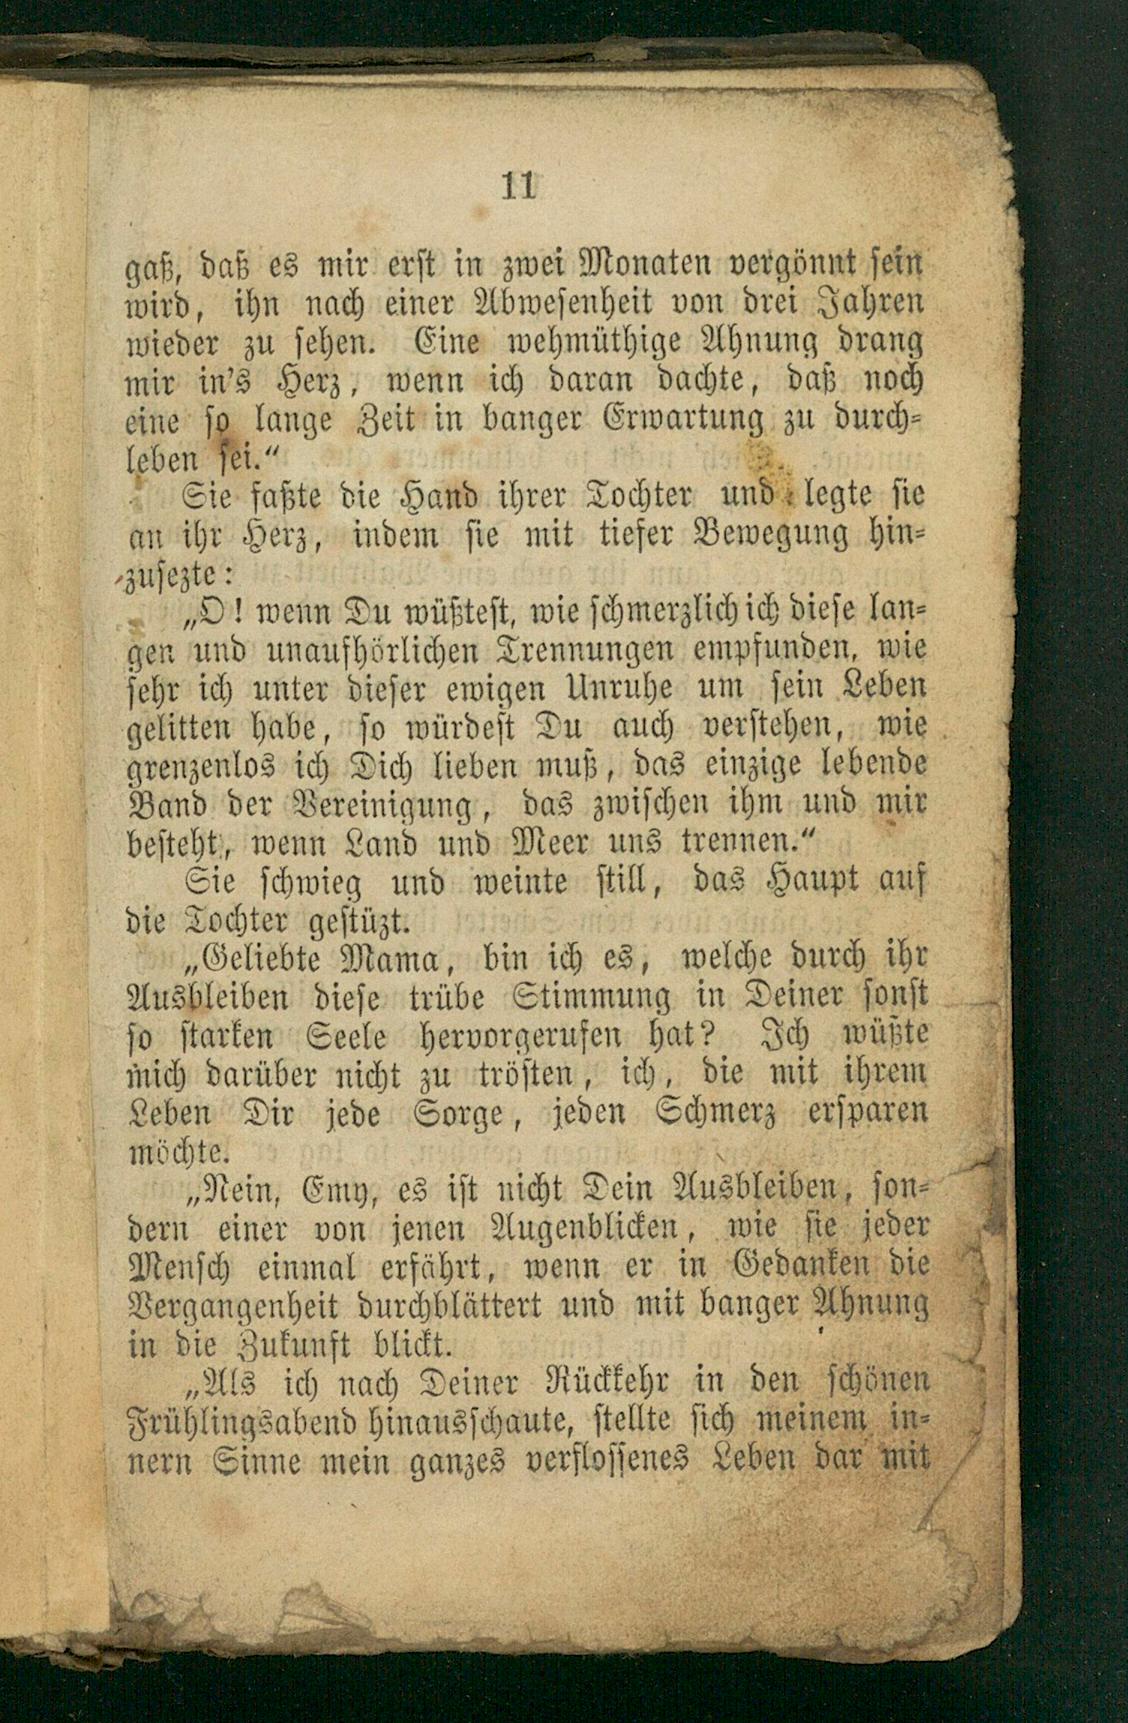 11
gaß, daß es mir erst in zwei Monaten vergönnt sein
wird, ihn nach einer Abwesenheit von drei Jahren
wieder zu sehen. Eine wehmüthige Ahnung drang
mir in's Herz, wenn ich daran dachte, daß noch
eine so lange Zeit in banger Erwartung zu durch-
leben sei.“
Sie faßte die Hand ihrer Tochter und legte sie
an ihr Herz, indem sie mit tiefer Bewegung hin-
zusezte:
„O! wenn Du wüßtest, wie schmerzlich ich diese lan-
gen und unaufhörlichen Trennungen empfunden, wie
sehr ich unter dieser ewigen Unruhe um sein Leben
gelitten habe, so würdest Du auch verstehen, wie
grenzenlos ich Dich lieben muß, das einzige lebende
Band der Vereinigung, das zwischen ihm und mir
besteht, wenn Land und Meer uns trennen.“
Sie schwieg und weinte still, das Haupt auf
die Tochter gestüzt.
„Geliebte Mama, bin ich es, welche durch ihr
Ausbleiben diese trübe Stimmung in Deiner sonst
so starken Seele hervorgerufen hat? Ich wüßte
mich darüber nicht zu trösten, ich, die mit ihrem
Leben Dir jede Sorge, jeden Schmerz ersparen
möchte.
„Nein, Emy, es ist nicht Dein Ausbleiben, son-
dern einer von jenen Augenblicken, wie sie jeder
Mensch einmal erfährt, wenn er in Gedanken die
Vergangenheit durchblättert und mit banger Ahnung
in die Zukunft blickt.
„Als ich nach Deiner Rückkehr in den schönen
Frühlingsabend hinausschaute, stellte sich meinem in-
nern Sinne mein ganzes verflossenes Leben dar mit